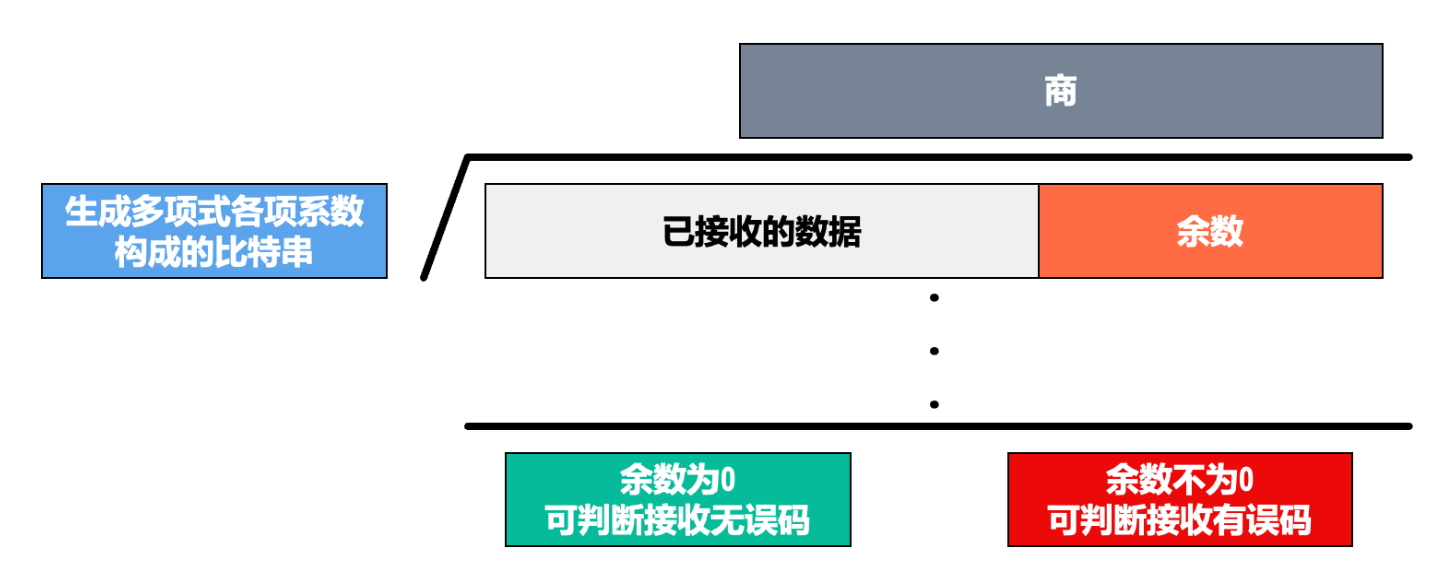 商
生成多项式各项系数
构成的比特串
已接收的数据
余数
余数为0
可判断接收无误码
余数不为0
可判断接收有误码